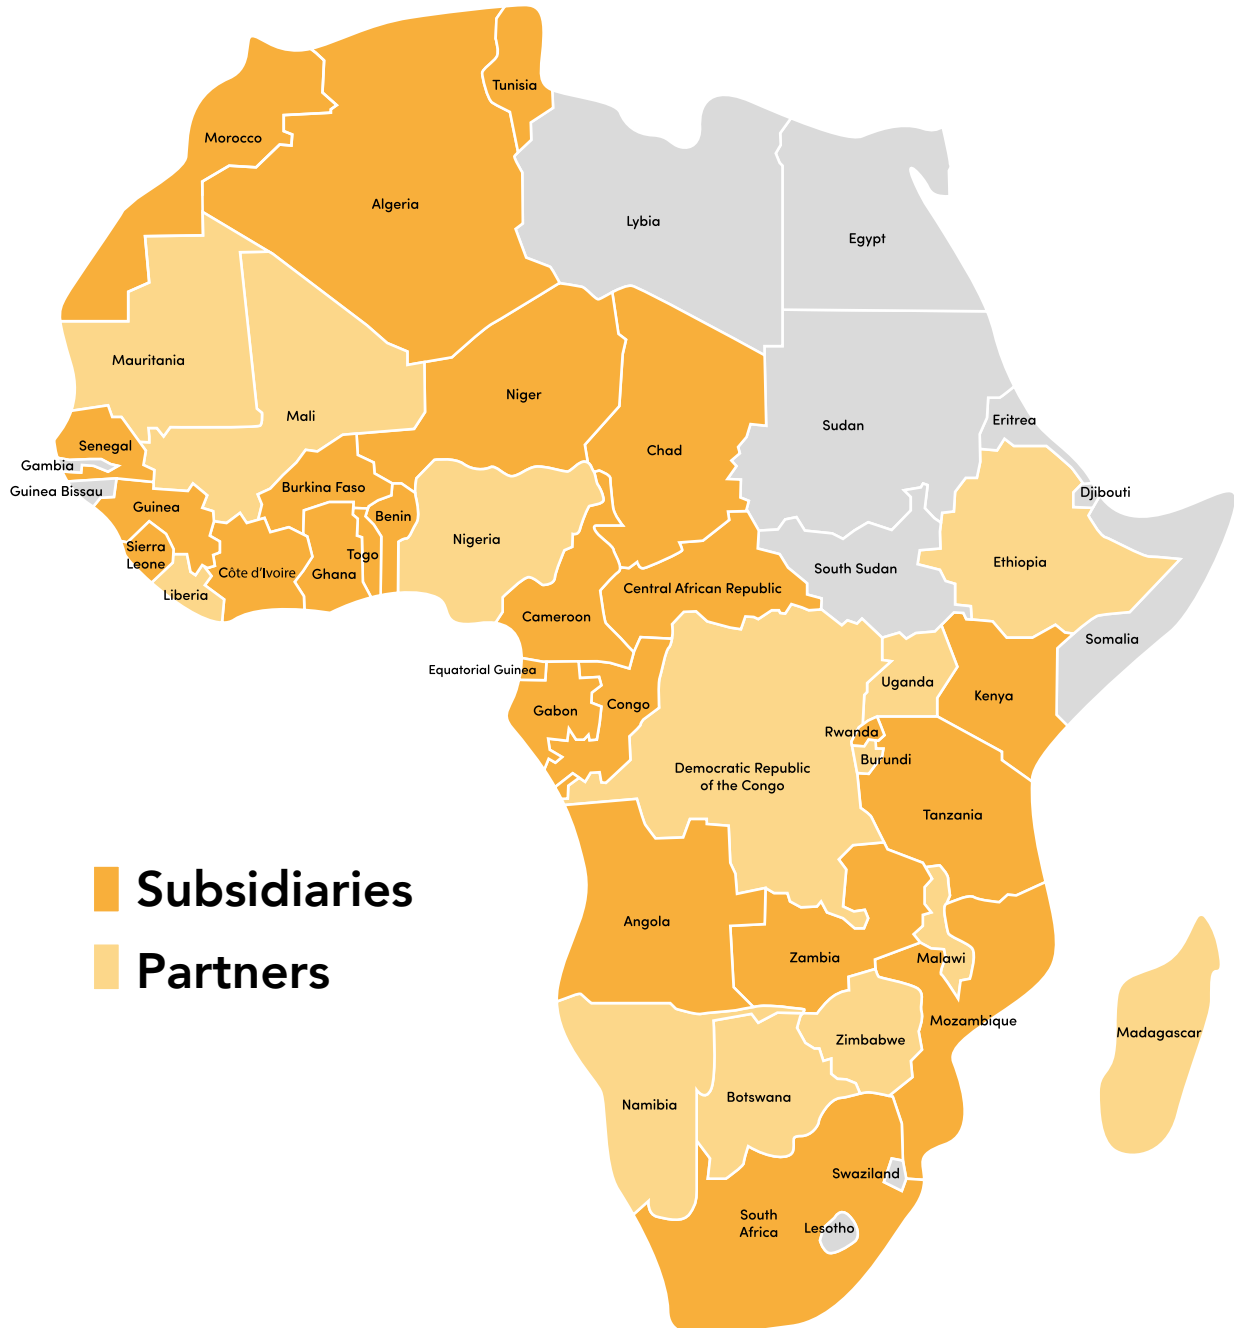 Tunisia
Morocco
Algeria
Lybia
Egypt
Mauritania
Niger
Mali
Eritrea
Sudan
Senegal
Chad
Gambia
Burkina Faso
Guinea Bissau
Djibouti
Guinea
Benin
Nigeria
Sierra
Leone
Togo
Ethiopia
South Sudan
Côte d'Ivoire
Ghana
Central African Republic
Liberia
Cameroon
Somalia
Equatorial Guinea
Uganda
Kenya
Congo
Gabon
Rwanda
Burundi
Democratic Republic
of the Congo
Tanzania
Subsidiaries
Angola
Zambia
Malawi
Partners
Mozambique
Madagascar
Zimbabwe
Botswana
Namibia
Swaziland
South
Africa
Lesotho